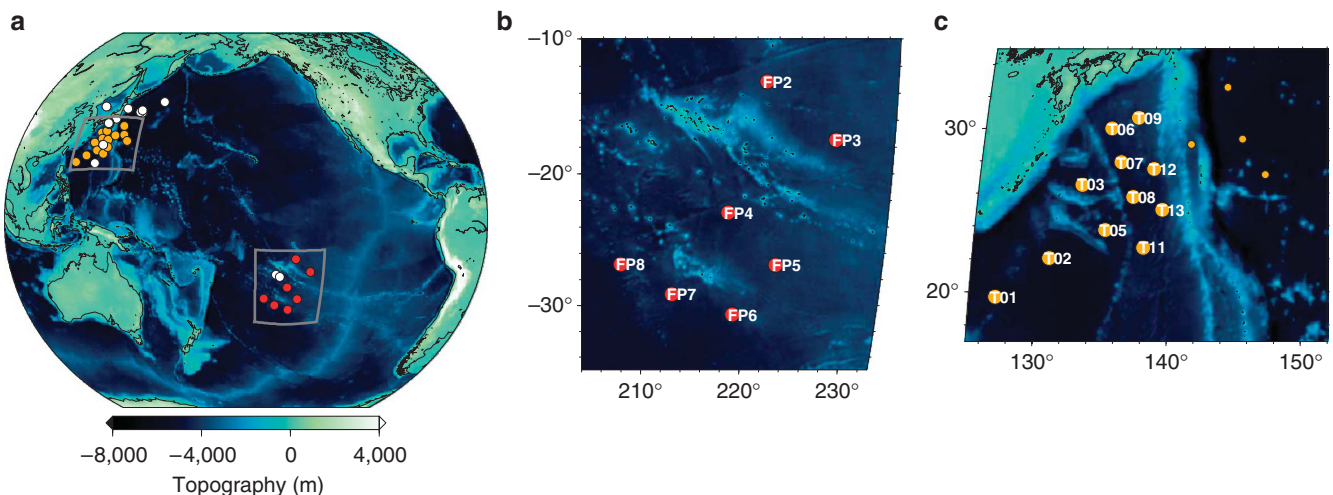 a
−8,000 −4,000 0 4,000
Topography (m)
b
−10°
−20°
−30°
FP2
FP3
FP4
FP8
FP5
FP7
FP6
210° 220° 230°
c
30°
20°
T09
T06
T07
T12
T03
T08
T13
T05
T11
T02
T01
130° 140° 150°